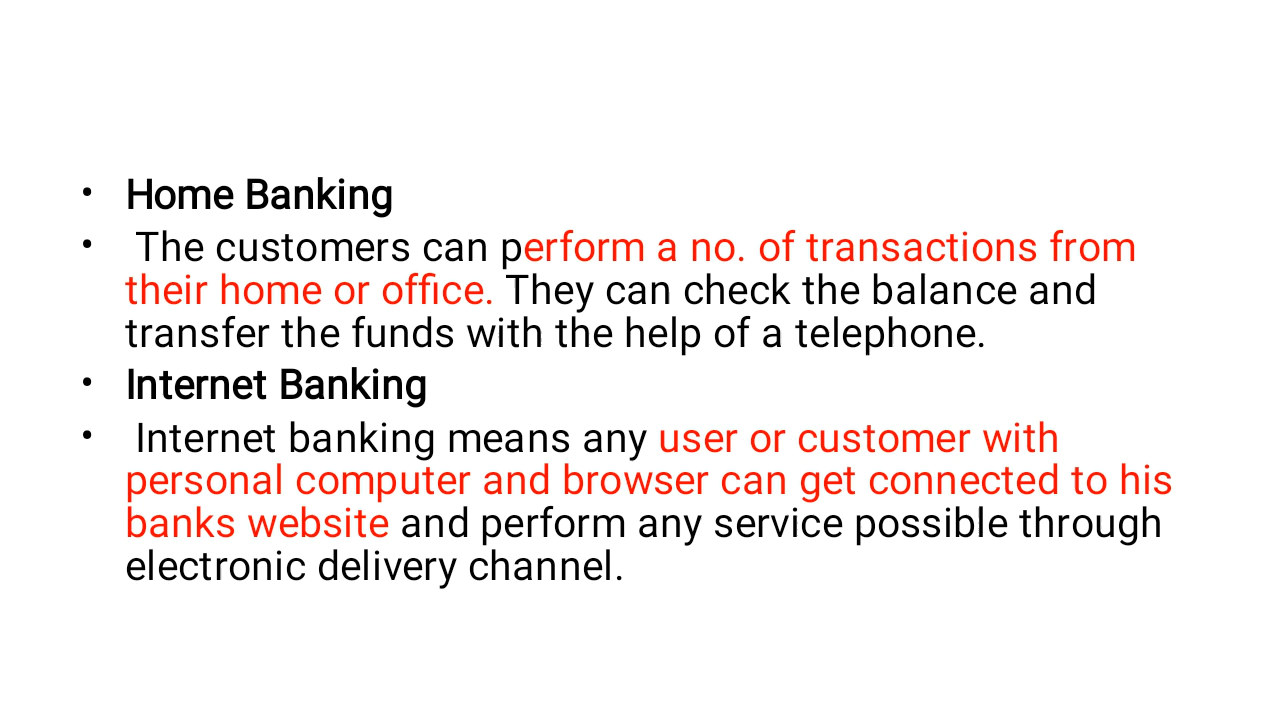 • Home Banking
• The customers can perform a no. of transactions from
their home or office. They can check the balance and
transfer the funds with the help of a telephone.
• Internet Banking
• Internet banking means any user or customer with
personal computer and browser can get connected to his
banks website and perform any service possible through
electronic delivery channel.